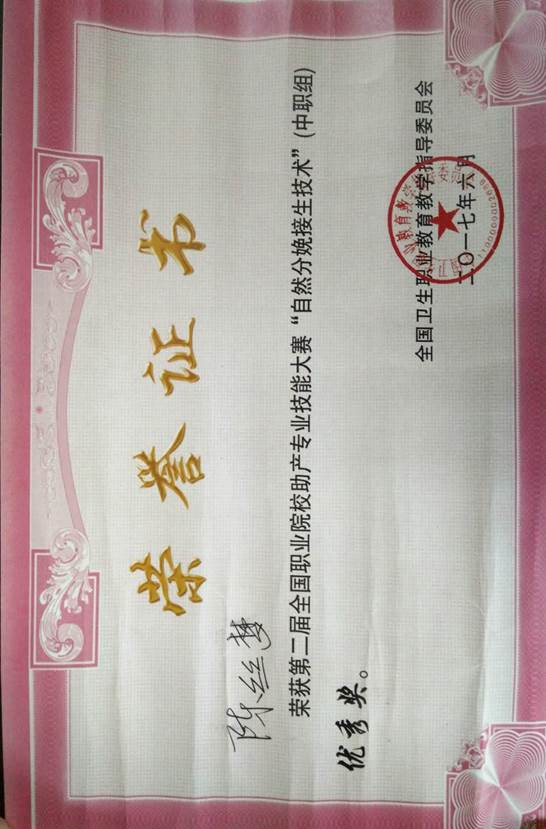 荣誉证书
陈丝梦
荣获第二届全国职业院校助产专业技能大赛“自然分娩接生技术”(中职组)
优秀奖。
全国卫生职业教育教学指导委员会
二〇一七年六月